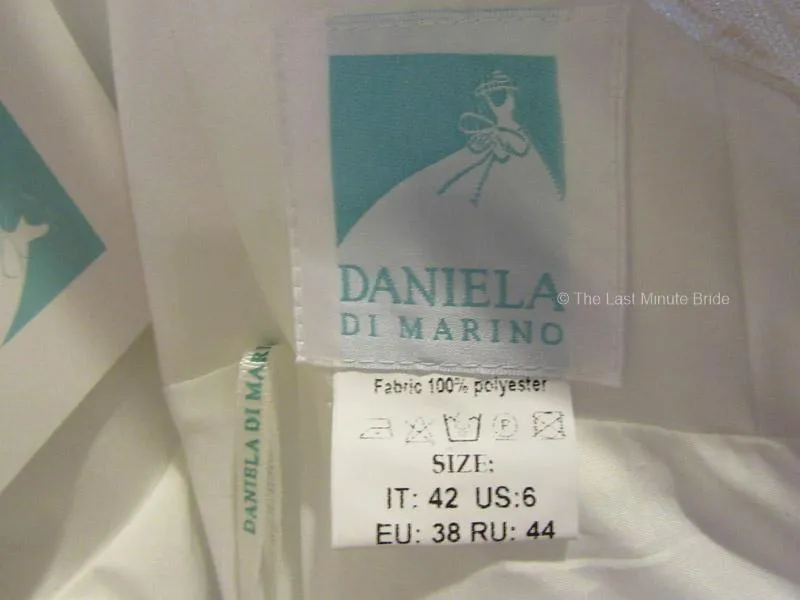 DANIELA
DI MARINO
© The Last Minute Bride
Fabric 100% polyester
P
SIZE:
IT: 42 US:6
EU: 38 RU: 44
DANIELA DI MARI